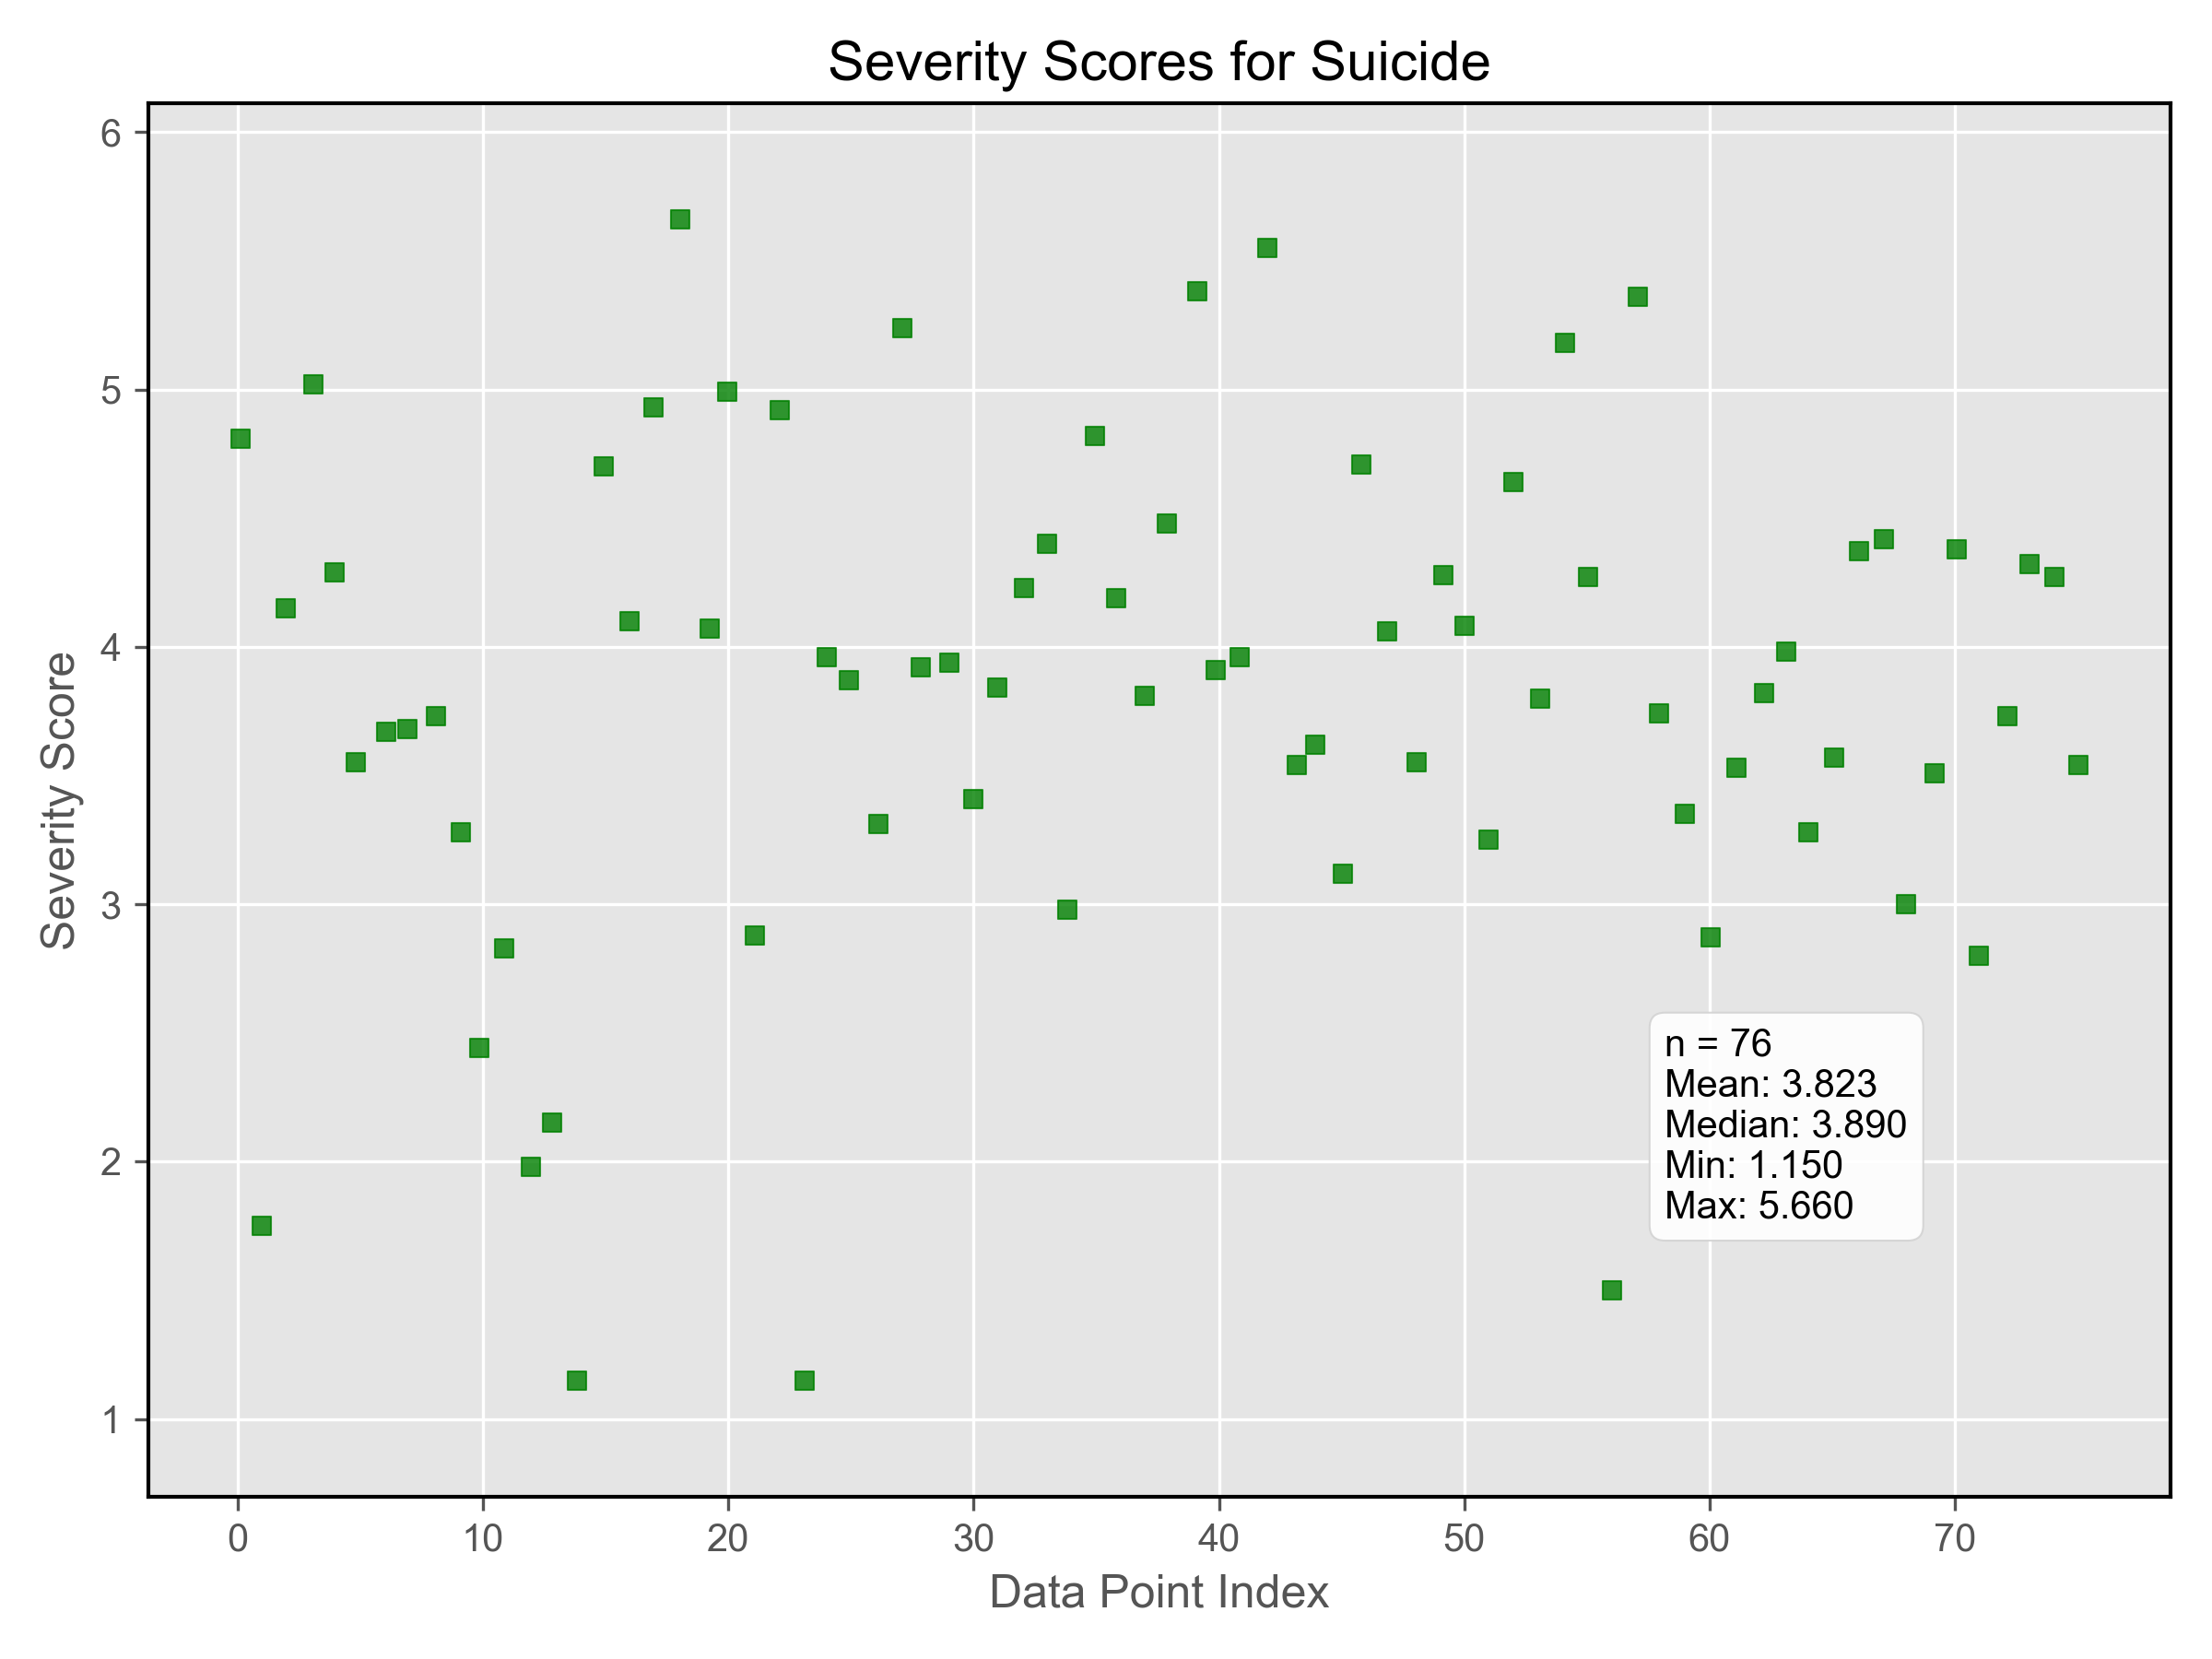 Severity Scores for Suicide
6
5
4
3
2
1
Severity Score
n = 76
Mean: 3.823
Median: 3.890
Min: 1.150
Max: 5.660
0 10 20 30 40 50 60 70
Data Point Index